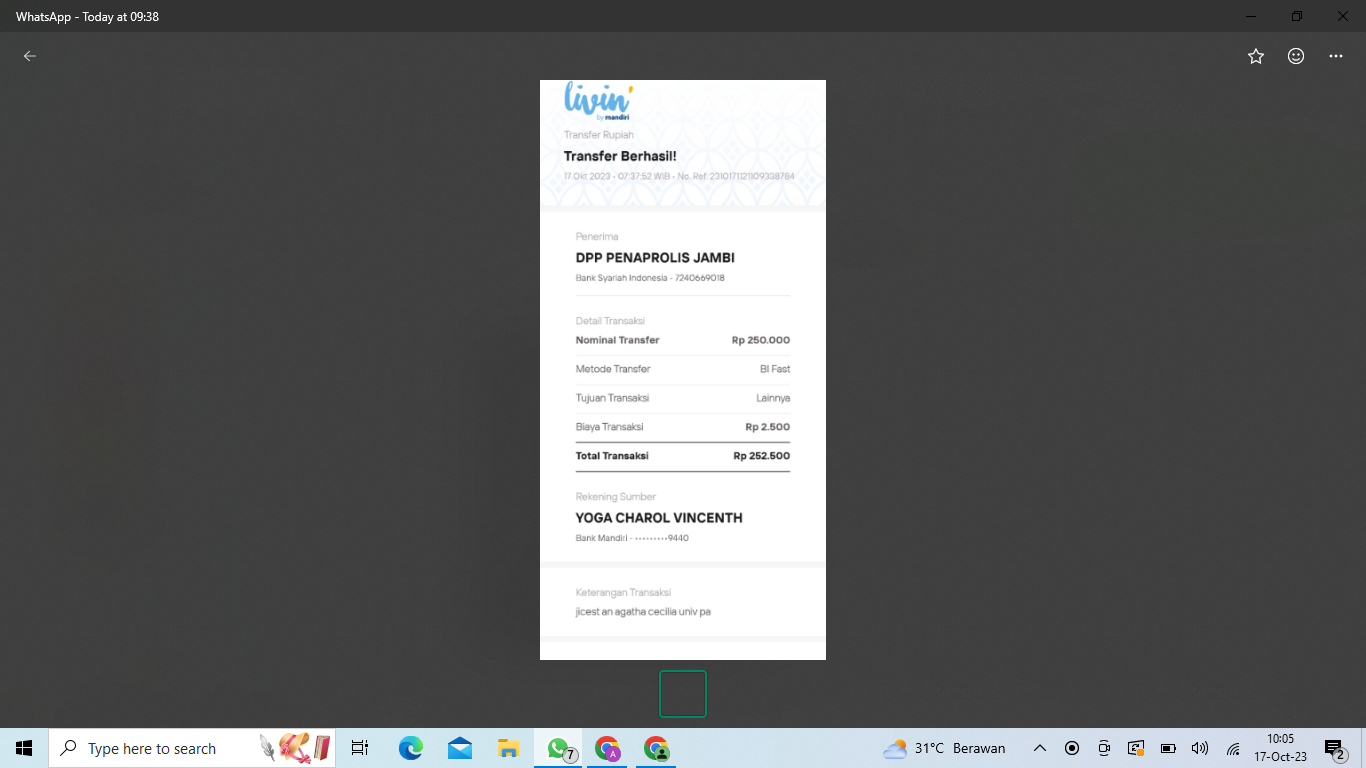 WhatsApp - Today at 09:38
livin'
by mandiri
Transfer Rupiah
Transfer Berhasil!
17 Okt 2023 - 07:37:52 WIB - No. Ref. 2310171121109338784
Penerima
DPP PENAPROLIS JAMBI
Bank Syariah Indonesia - 7240669018
Detail Transaksi
Nominal Transfer Rp 250.000
Metode Transfer BI Fast
Tujuan Transaksi Lainnya
Biaya Transaksi Rp 2.500
Total Transaksi Rp 252.500
Rekening Sumber
YOGA CHAROL VINCENTH
Bank Mandiri - •••••••••9440
Keterangan Transaksi
jicest an agatha cecilia univ pa
Type here to search
7
A
31°C Berawan
10:05
17-Oct-23
2